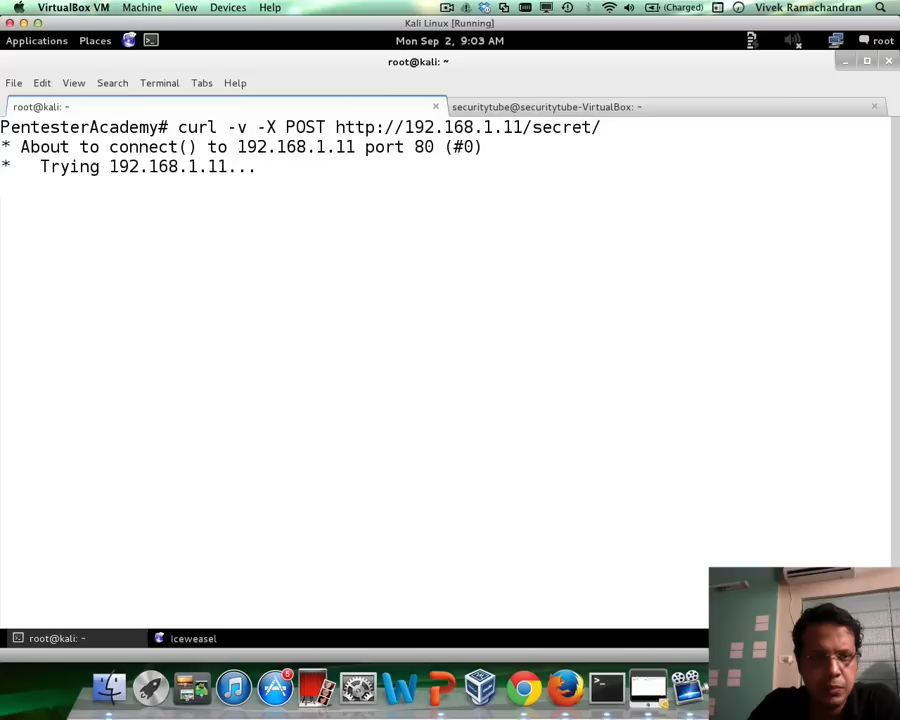 VirtualBox VM Machine View Devices Help (Charged) Vivek Ramachandran
Kali Linux [Running]
Applications Places Mon Sep 2, 9:03 AM root
root@kali: ~
File Edit View Search Terminal Tabs Help
root@kali: ~ securitytube@securitytube-VirtualBox: ~
PentesterAcademy# curl -v -X POST http://192.168.1.11/secret/
* About to connect() to 192.168.1.11 port 80 (#0)
*   Trying 192.168.1.11...
root@kali: ~ Iceweasel
5